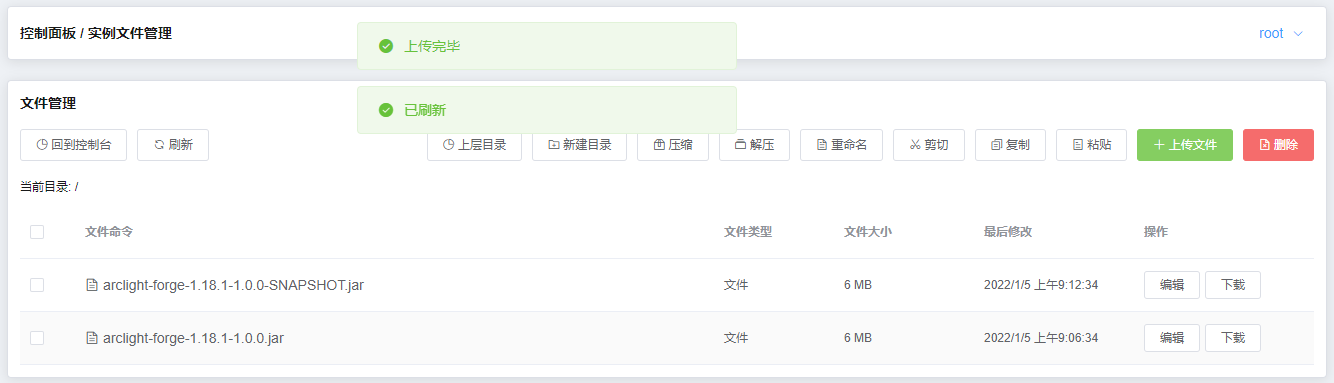 控制面板 / 实例文件管理
上传完毕
root
文件管理
已刷新
回到控制台 刷新 上层目录 新建目录 压缩 解压 重命名 剪切 复制 粘贴 上传文件 删除
当前目录: /
文件命令 文件类型 文件大小 最后修改 操作
arclight-forge-1.18.1-1.0.0-SNAPSHOT.jar 文件 6 MB 2022/1/5 上午9:12:34 编辑 下载
arclight-forge-1.18.1-1.0.0.jar 文件 6 MB 2022/1/5 上午9:06:34 编辑 下载